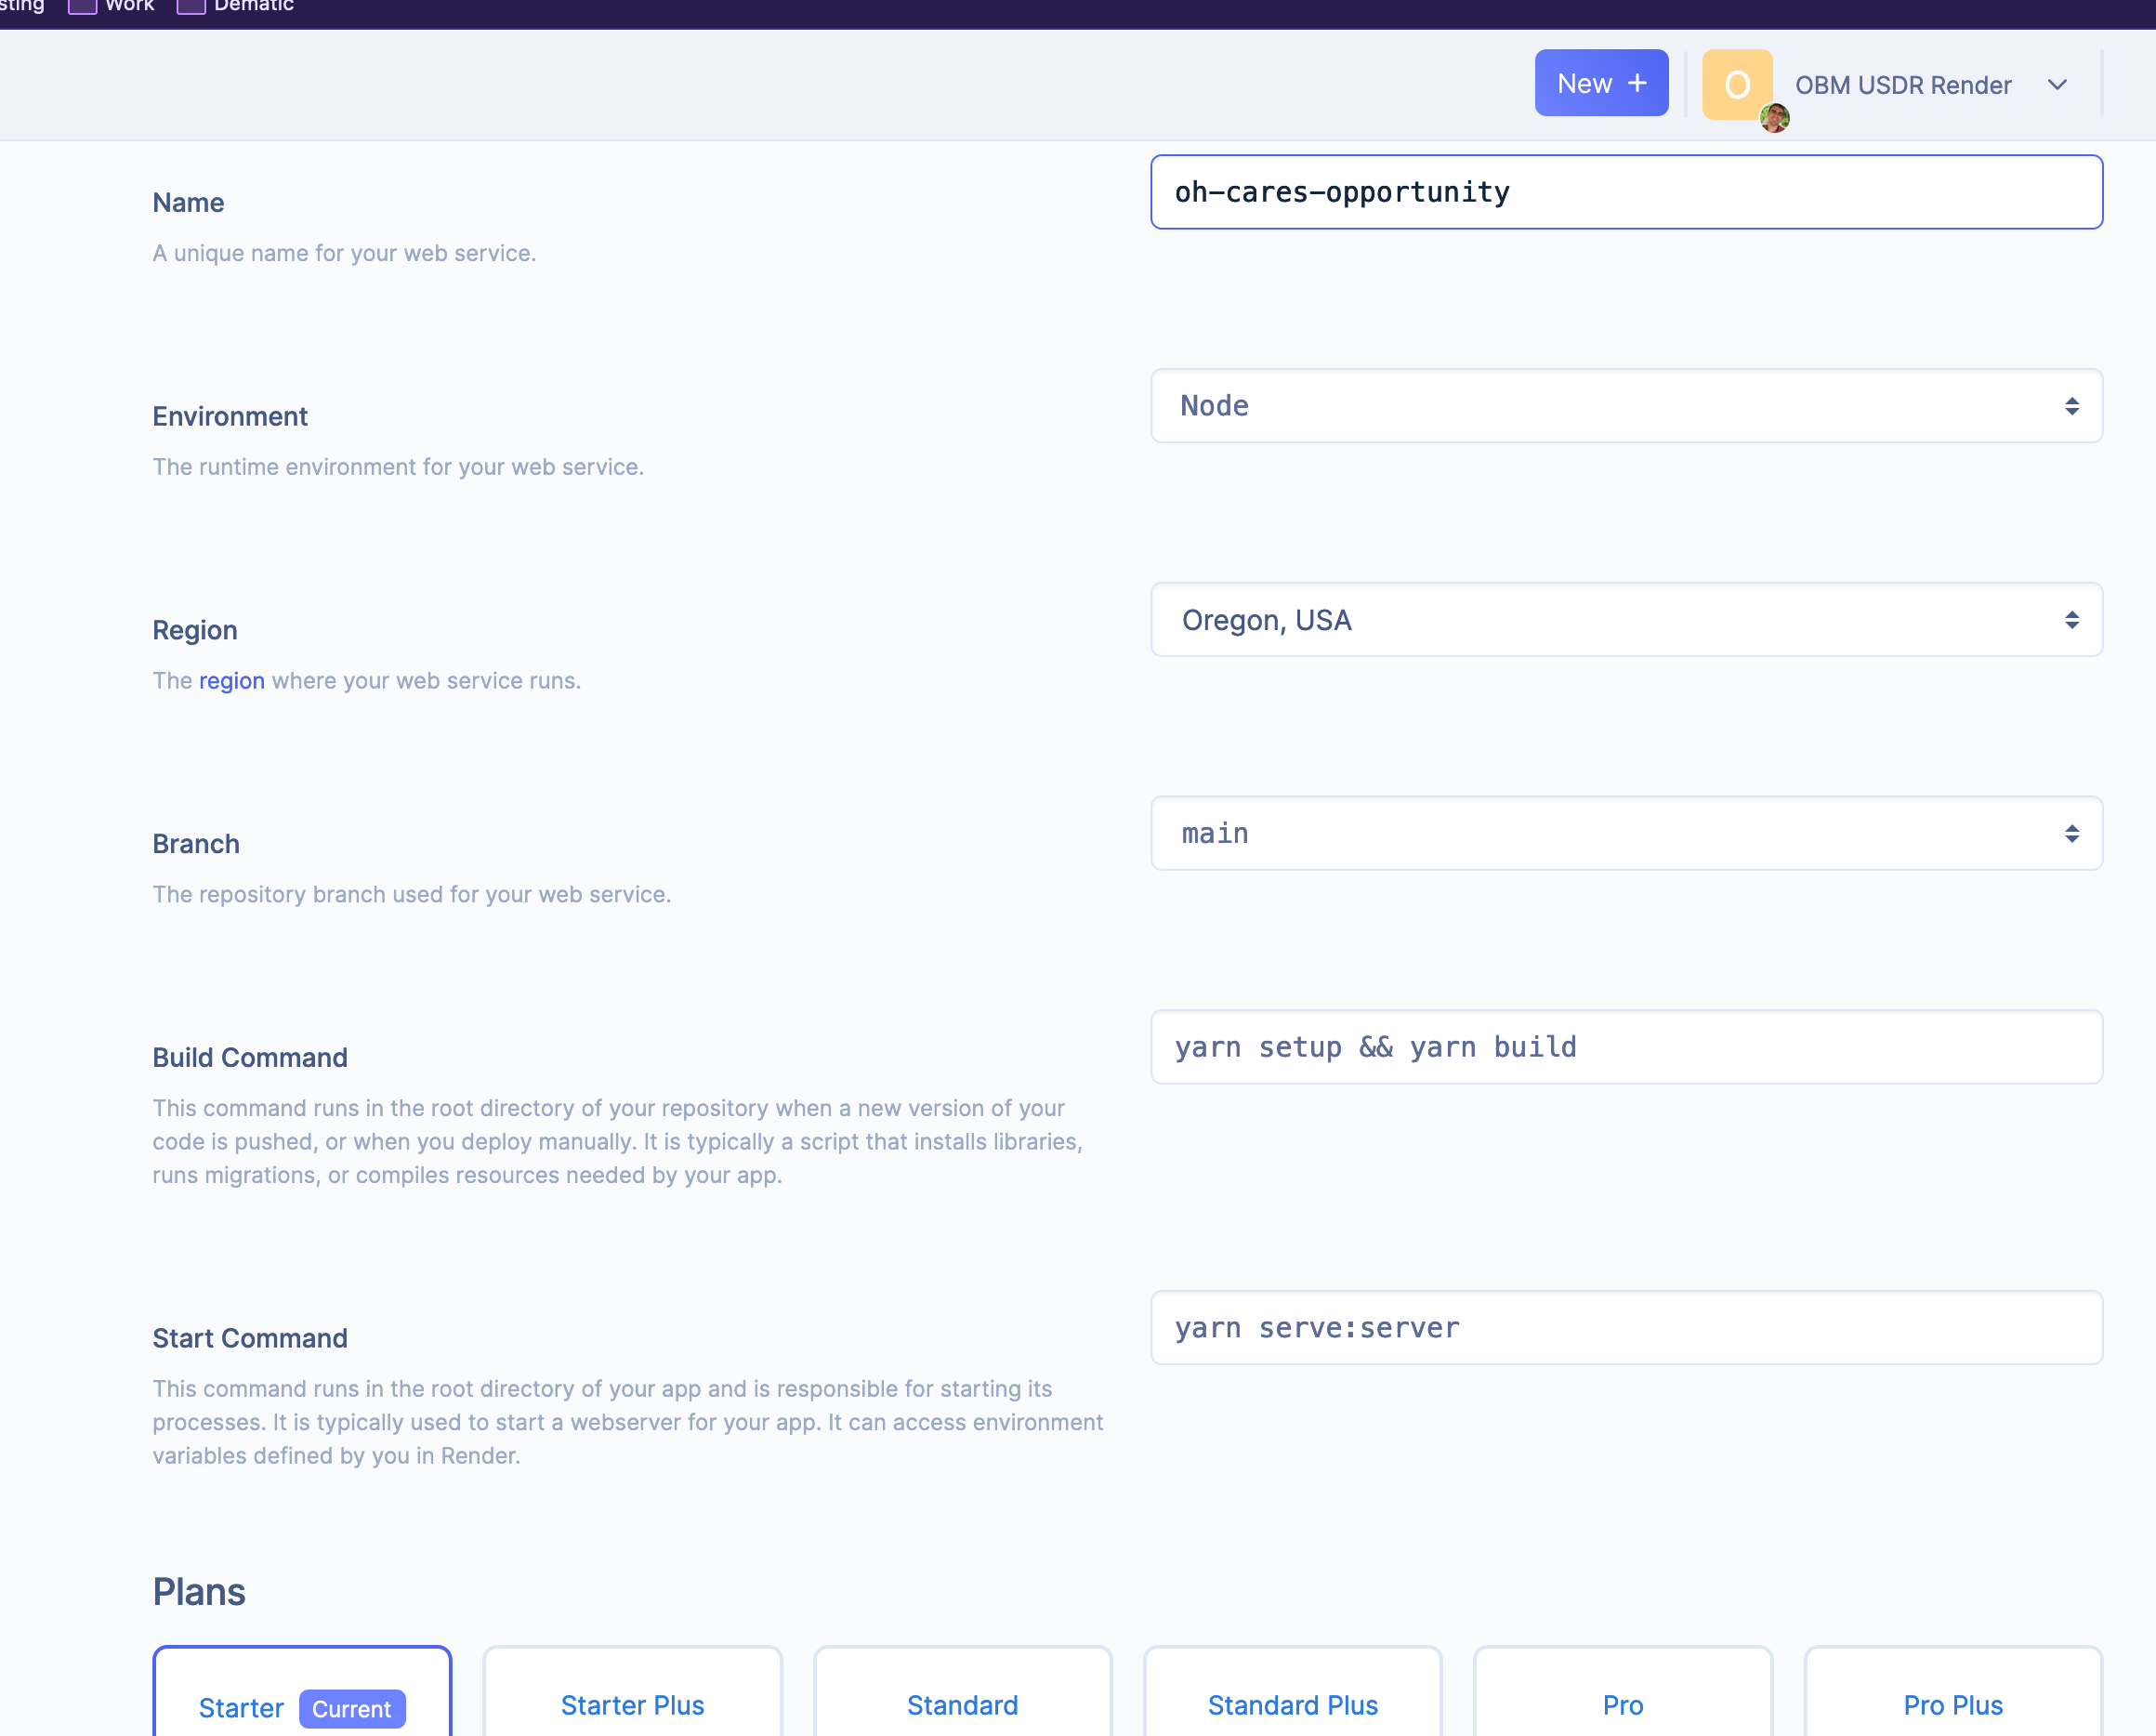 Work Dematic
New +
O
OBM USDR Render
Name
oh-cares-opportunity
A unique name for your web service.
Environment
Node
The runtime environment for your web service.
Region
Oregon, USA
The region where your web service runs.
Branch
main
The repository branch used for your web service.
Build Command
yarn setup && yarn build
This command runs in the root directory of your repository when a new version of your
code is pushed, or when you deploy manually. It is typically a script that installs libraries,
runs migrations, or compiles resources needed by your app.
Start Command
yarn serve:server
This command runs in the root directory of your app and is responsible for starting its
processes. It is typically used to start a webserver for your app. It can access environment
variables defined by you in Render.
Plans
Starter Current
Starter Plus
Standard
Standard Plus
Pro
Pro Plus